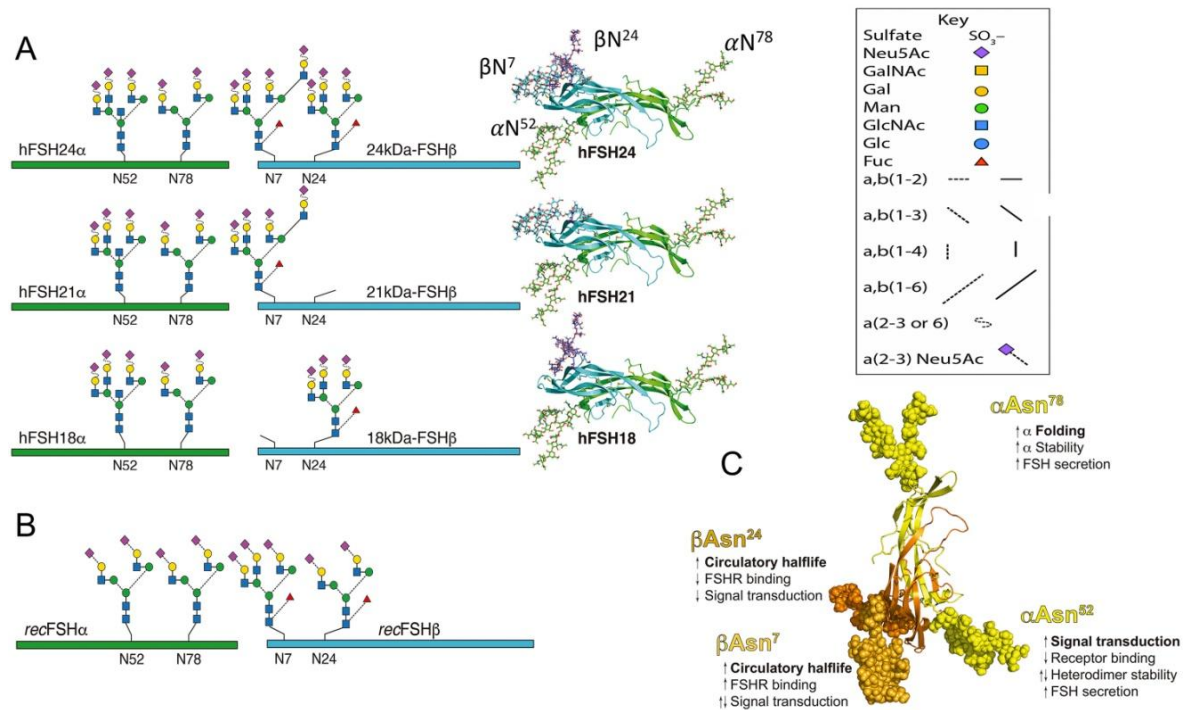 A
hFSH24α
N52
N78
24kDa-FSHβ
N7
N24
βN⁷
βN²⁴
αN⁷⁸
αN⁵²
hFSH24
hFSH21α
N52
N78
21kDa-FSHβ
N7
N24
hFSH21
hFSH18α
N52
N78
18kDa-FSHβ
N7
N24
hFSH18
B
recFSHα
N52
N78
recFSHβ
N7
N24
Key
Sulfate SO₃–
Neu5Ac
GalNAc
Gal
Man
GlcNAc
Glc
Fuc
a,b(1-2)
a,b(1-3)
a,b(1-4)
a,b(1-6)
a(2-3 or 6)
a(2-3) Neu5Ac
C
αAsn⁷⁸
↑ α Folding
↑ α Stability
↑ FSH secretion
βAsn²⁴
↑ Circulatory halflife
↓ FSHR binding
↓ Signal transduction
βAsn⁷
↑ Circulatory halflife
↑ FSHR binding
↑↓ Signal transduction
αAsn⁵²
↑ Signal transduction
↓ Receptor binding
↑↓ Heterodimer stability
↑ FSH secretion